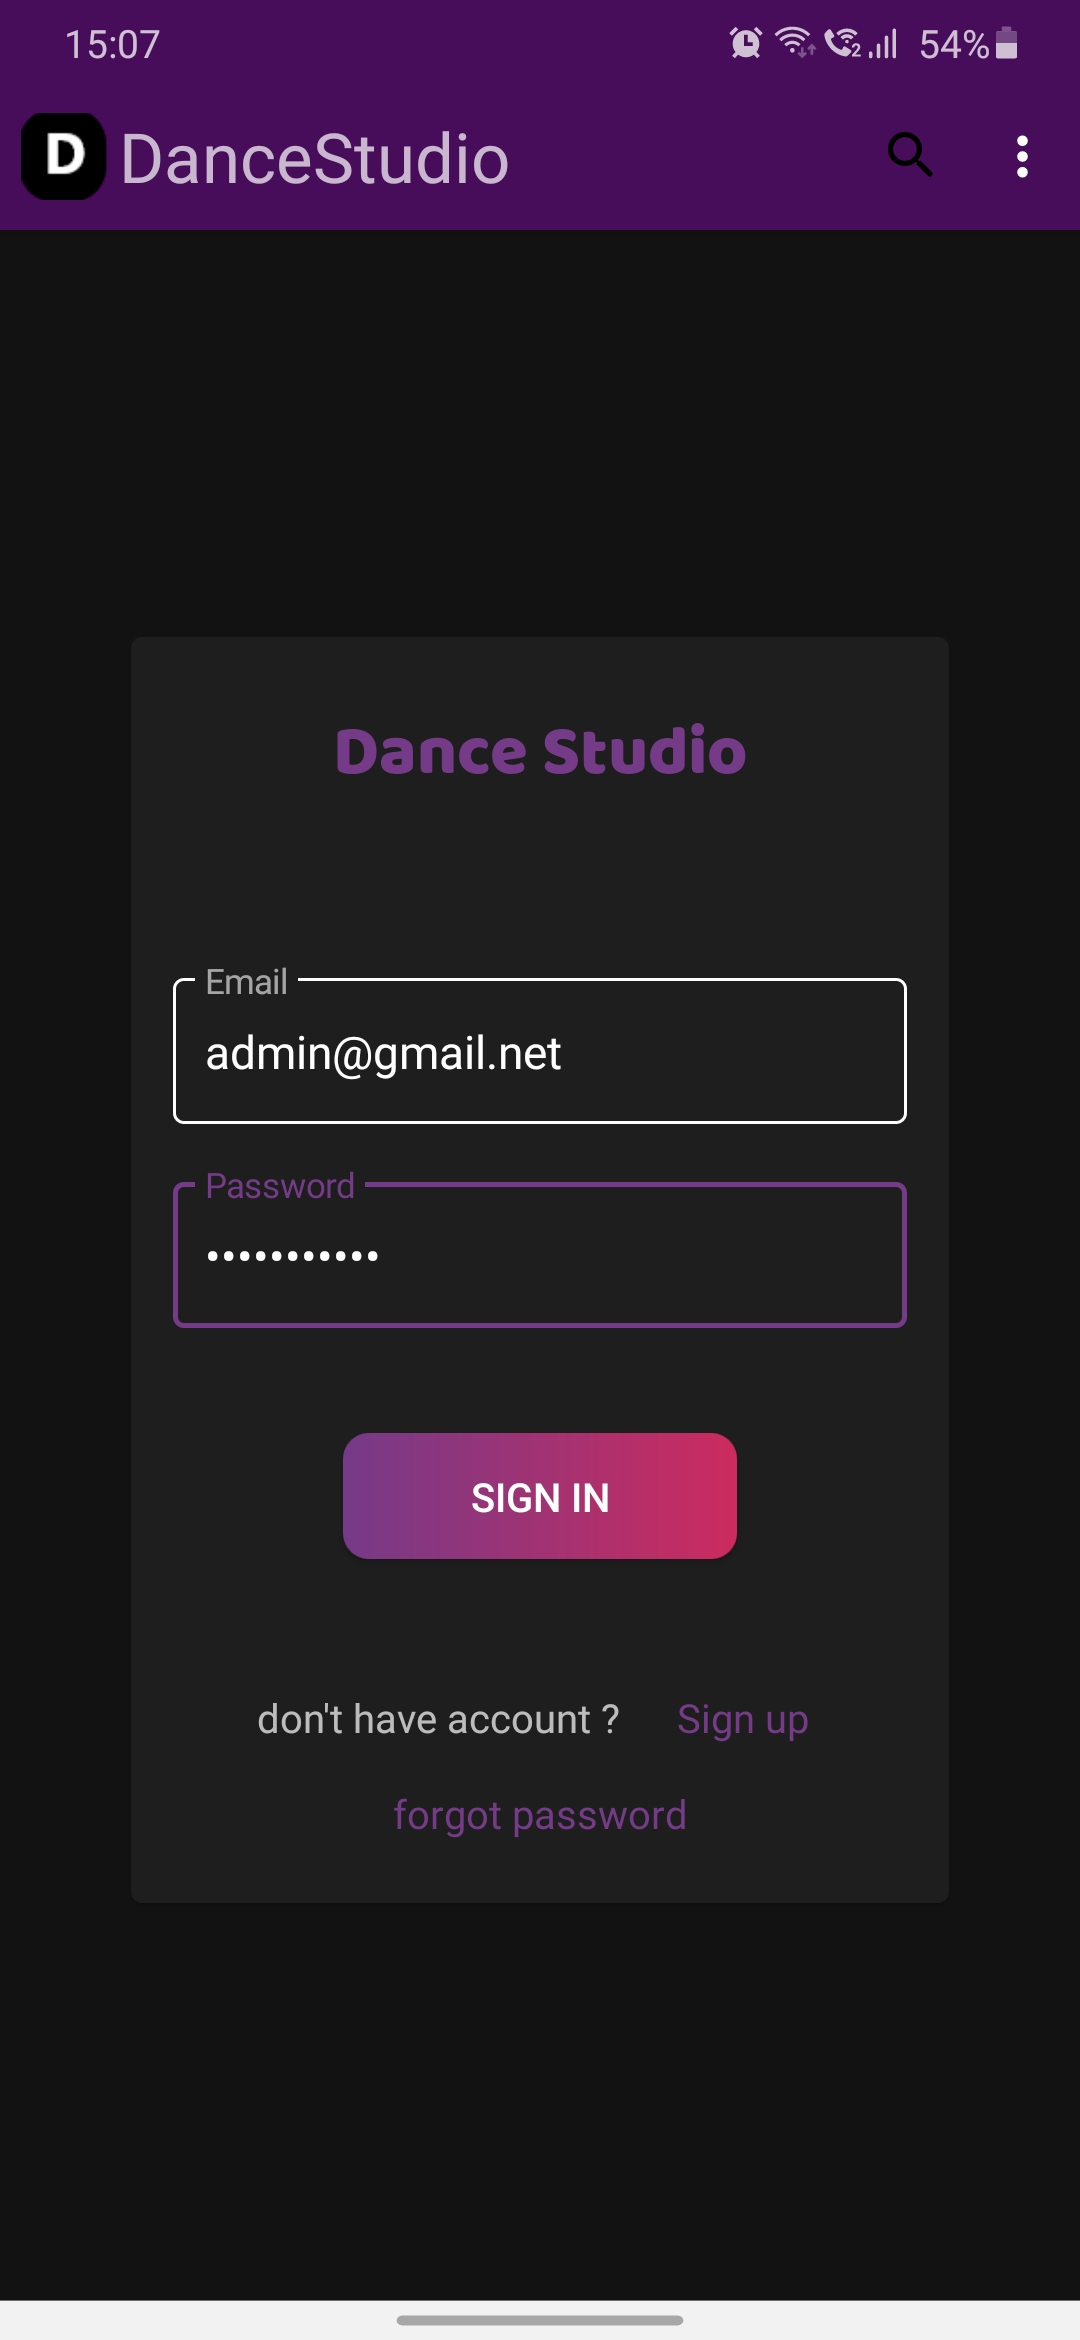 15:07 2 54%
D DanceStudio
Dance Studio
Email
admin@gmail.net
Password
•••••••••••
SIGN IN
don't have account ? Sign up
forgot password